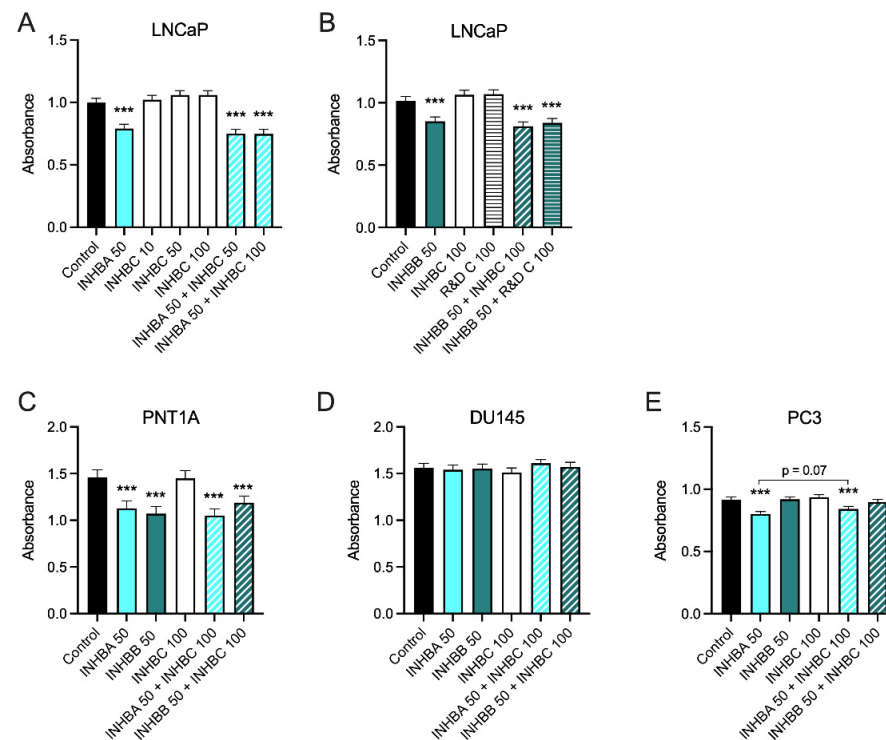 A
LNCaP
Absorbance
1.5
1.0
0.5
0.0
***
***
***
Control
INHBA 50
INHBC 10
INHBC 50
INHBC 100
INHBA 50 + INHBC 50
INHBA 50 + INHBC 100
B
LNCaP
Absorbance
1.5
1.0
0.5
0.0
***
***
***
Control
INHBB 50
INHBC 100
R&D C 100
INHBB 50 + INHBC 100
INHBB 50 + R&D C 100
C
PNT1A
Absorbance
2.0
1.5
1.0
0.5
0.0
***
***
***
***
Control
INHBA 50
INHBB 50
INHBC 100
INHBA 50 + INHBC 100
INHBB 50 + INHBC 100
D
DU145
Absorbance
2.0
1.5
1.0
0.5
0.0
Control
INHBA 50
INHBB 50
INHBC 100
INHBA 50 + INHBC 100
INHBB 50 + INHBC 100
E
PC3
Absorbance
1.5
1.0
0.5
0.0
p = 0.07
***
***
Control
INHBA 50
INHBB 50
INHBC 100
INHBA 50 + INHBC 100
INHBB 50 + INHBC 100